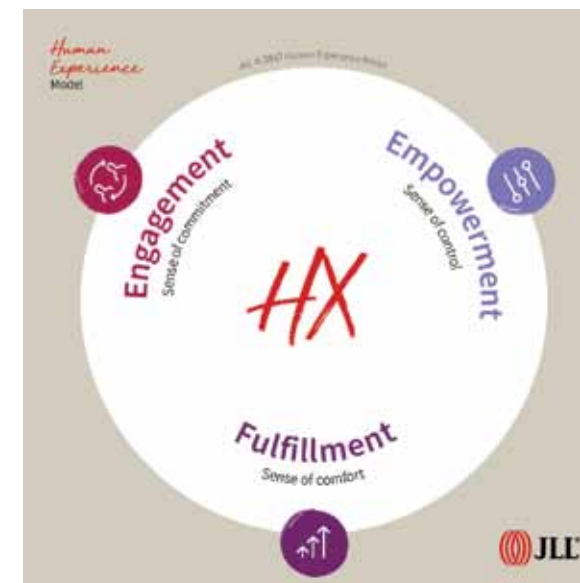 Human
Experience
Model
Engagement
Sense of commitment
Empowerment
Sense of control
HX
Fulfillment
Sense of comfort
JLL